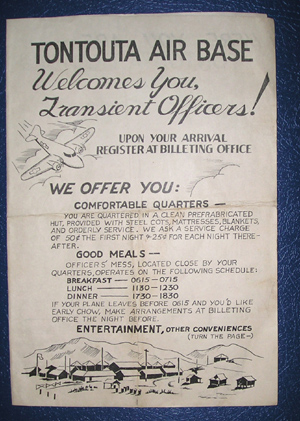 TONTOUTA AIR BASE
Welcomes You,
Transient Officers!
UPON YOUR ARRIVAL
REGISTER AT BILLETING OFFICE
WE OFFER YOU:
COMFORTABLE QUARTERS —
YOU ARE QUARTERED IN A CLEAN PREFABRICATED
HUT, PROVIDED WITH STEEL COTS, MATTRESSES, BLANKETS,
AND ORDERLY SERVICE. WE ASK A SERVICE CHARGE
OF 50¢ THE FIRST NIGHT & 25¢ FOR EACH NIGHT THERE-
AFTER.
GOOD MEALS —
OFFICERS' MESS, LOCATED CLOSE BY YOUR
QUARTERS, OPERATES ON THE FOLLOWING SCHEDULE:
BREAKFAST — 0615 — 0715
LUNCH — 1130 — 1230
DINNER — 1730 — 1830
IF YOUR PLANE LEAVES BEFORE 0615 AND YOU'D LIKE
EARLY CHOW, MAKE ARRANGEMENTS AT BILLETING
OFFICE THE NIGHT BEFORE.
ENTERTAINMENT, OTHER CONVENIENCES
(TURN THE PAGE—)